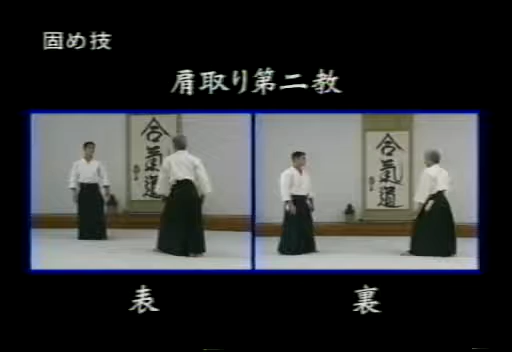 固め技
肩取り第二教
合氣道
合氣道
表
裏